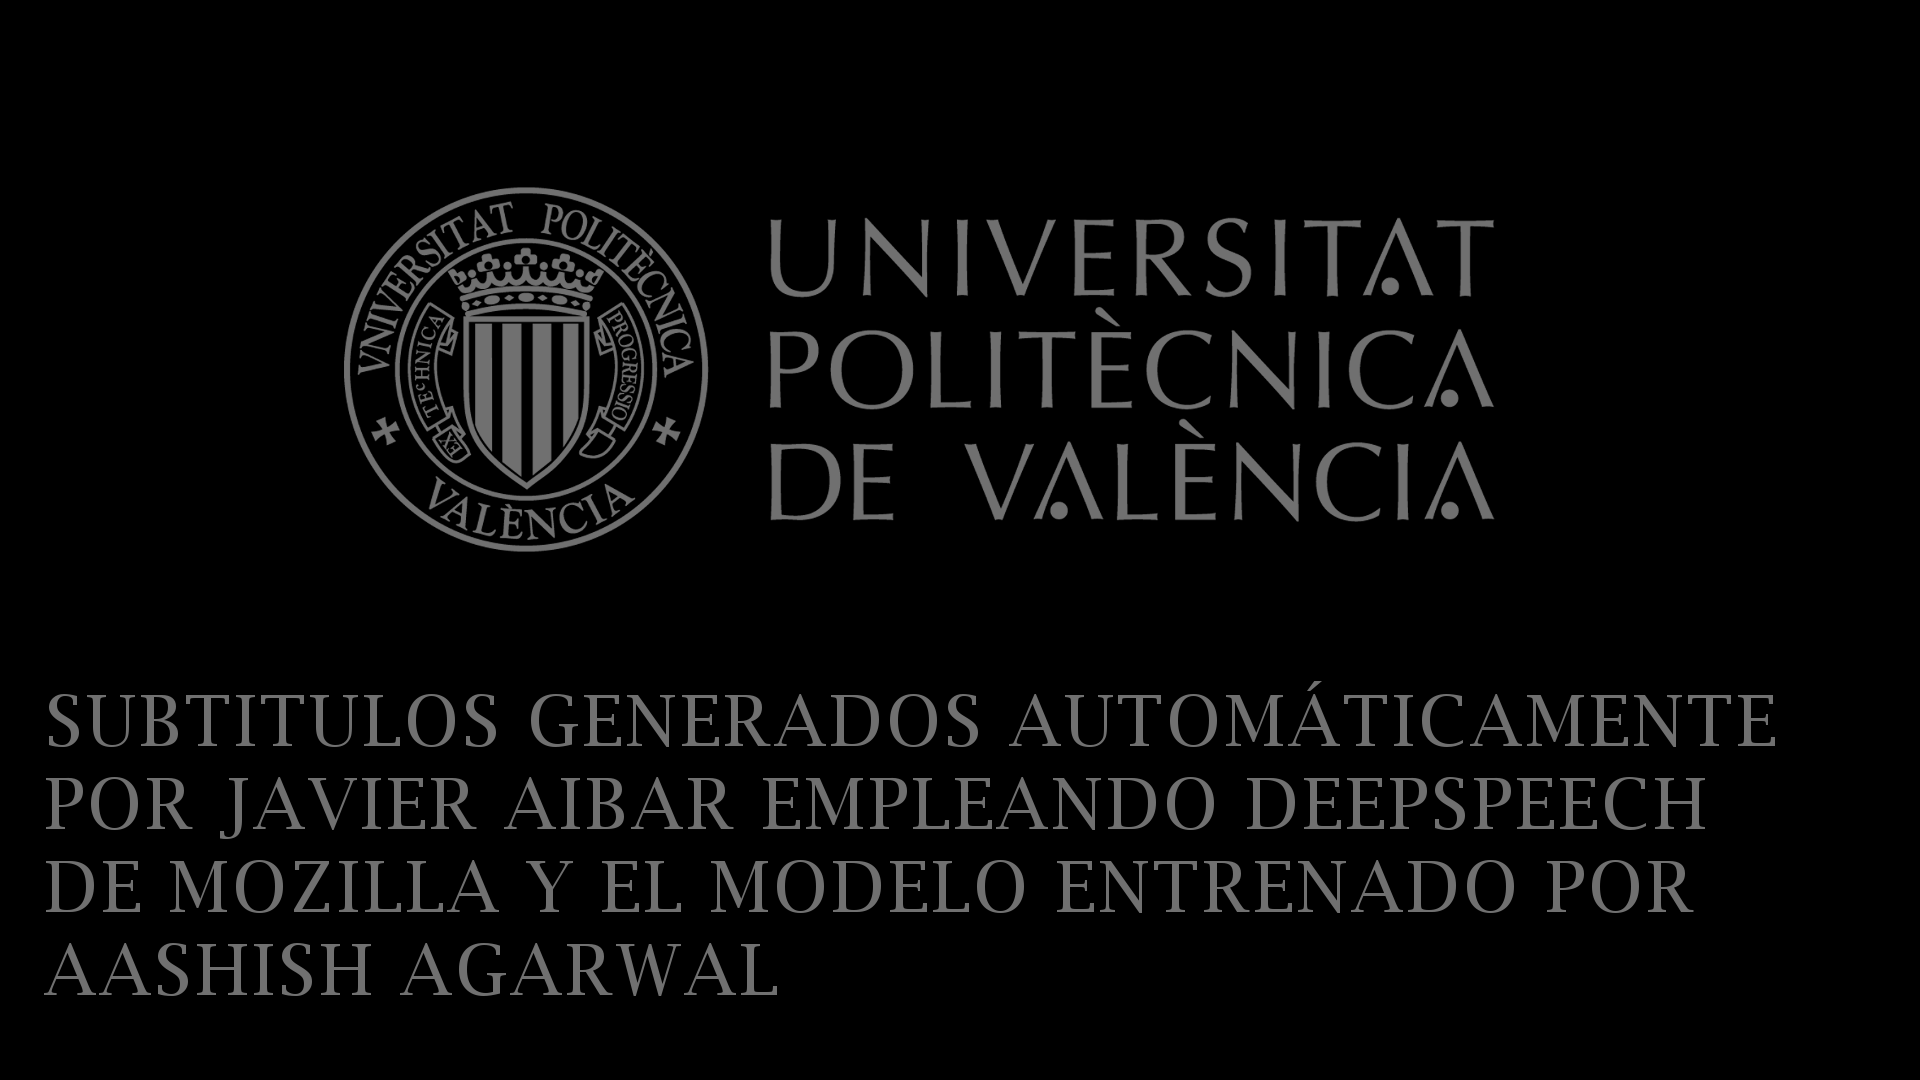 VNIVERSITAT POLITÈCNICA
VALÈNCIA
EX TECHNICA PROGRESSIO
UNIVERSITAT
POLITÈCNICA
DE VALÈNCIA
SUBTITULOS GENERADOS AUTOMÁTICAMENTE
POR JAVIER AIBAR EMPLEANDO DEEPSPEECH
DE MOZILLA Y EL MODELO ENTRENADO POR
AASHISH AGARWAL